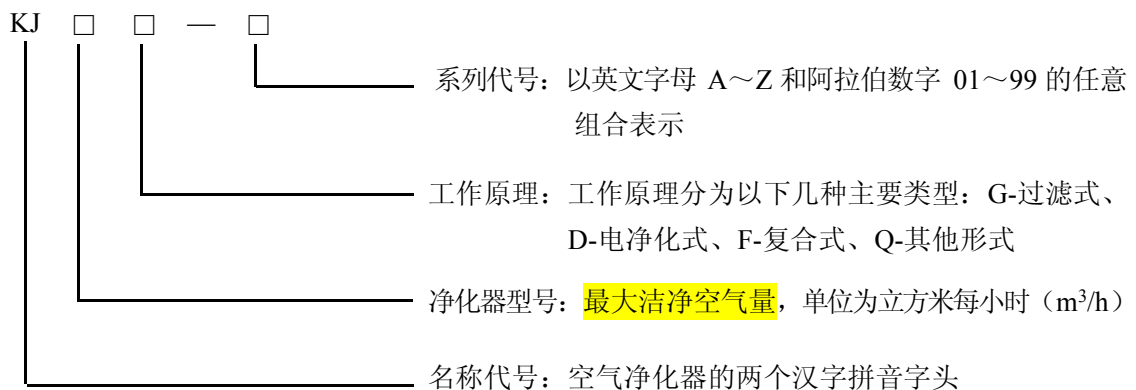 KJ □ □ — □
系列代号：以英文字母 A～Z 和阿拉伯数字 01～99 的任意
组合表示
工作原理：工作原理分为以下几种主要类型：G-过滤式、
D-电净化式、F-复合式、Q-其他形式
净化器型号：最大洁净空气量，单位为立方米每小时（m³/h）
名称代号：空气净化器的两个汉字拼音字头